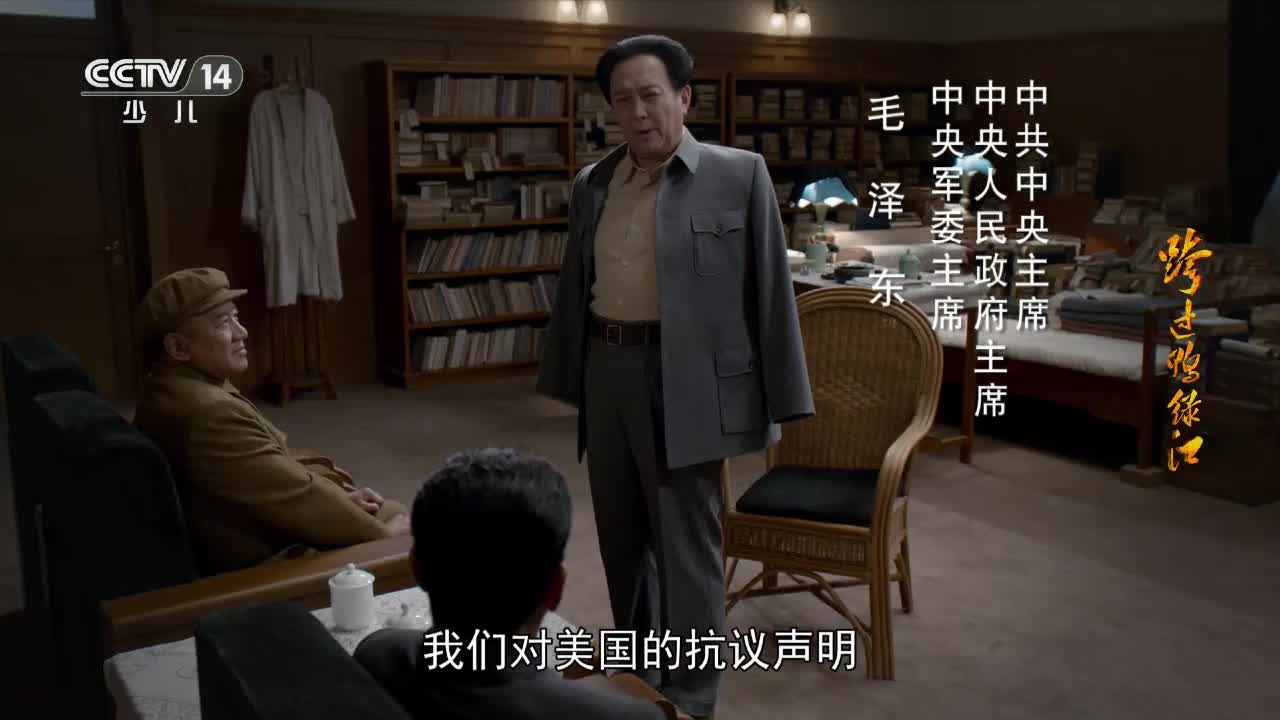 CCTV 14
少儿
中共中央主席
中央人民政府主席
中央军委主席
毛泽东
跨过鸭绿江
我们对美国的抗议声明